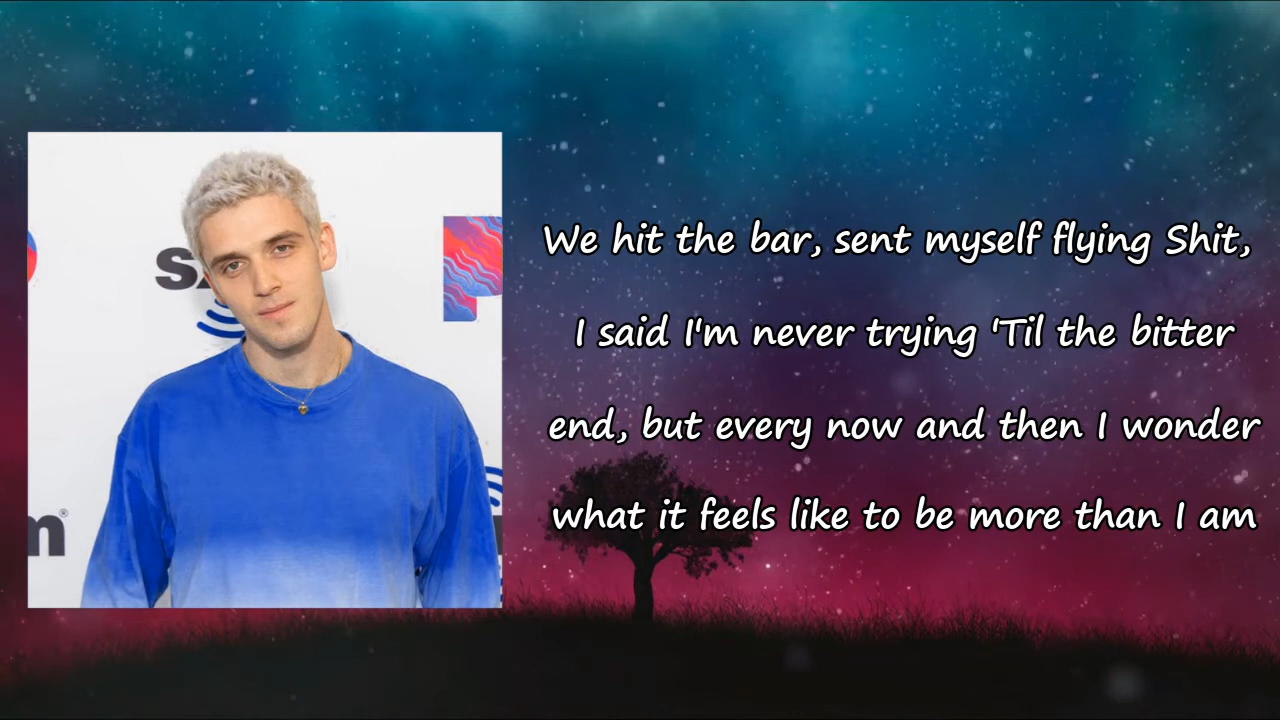 We hit the bar, sent myself flying Shit,
I said I'm never trying 'Til the bitter
end, but every now and then I wonder
what it feels like to be more than I am
s
m®